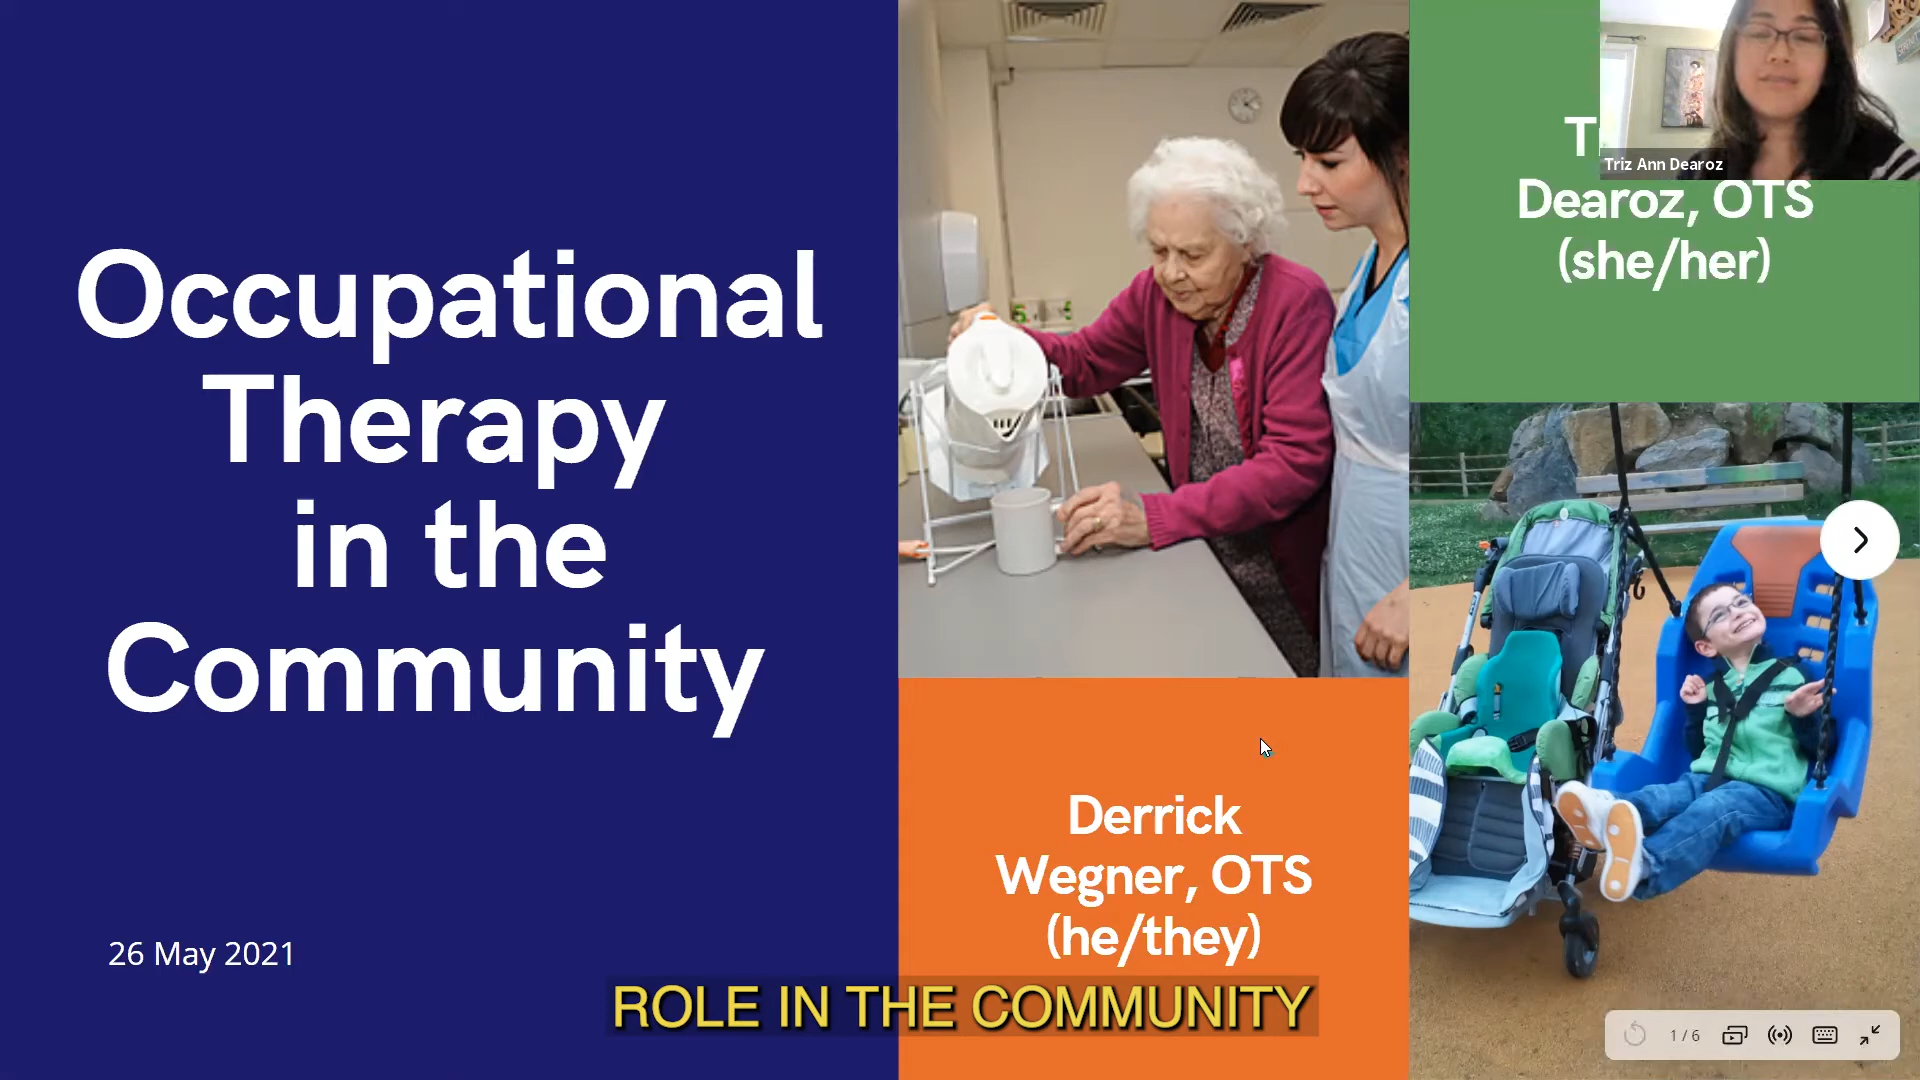 Occupational
Therapy
in the
Community
26 May 2021
Derrick
Wegner, OTS
(he/they)
T
Dearoz, OTS
(she/her)
Triz Ann Dearoz
ROLE IN THE COMMUNITY
1 / 6